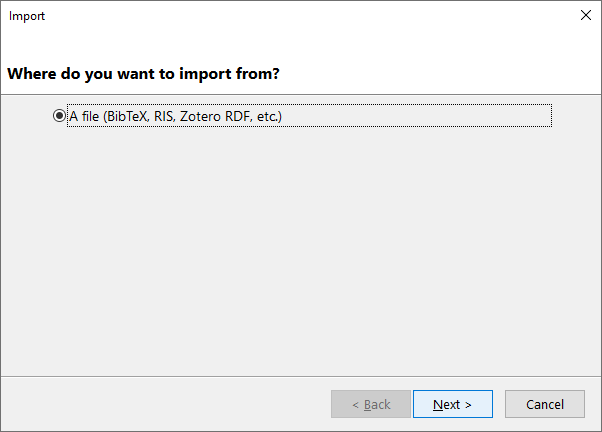 Import
Where do you want to import from?
A file (BibTeX, RIS, Zotero RDF, etc.)
< Back
Next >
Cancel